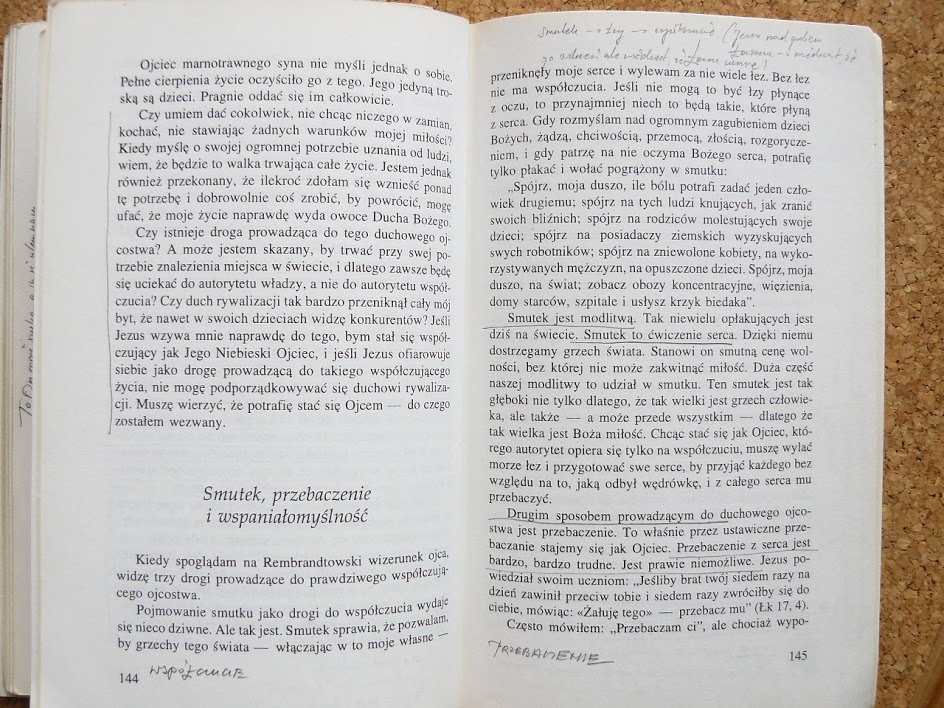 Ojciec marnotrawnego syna nie myśli jednak o sobie.
Pełne cierpienia życie oczyściło go z tego. Jego jedyną tro-
ską są dzieci. Pragnie oddać się im całkowicie.
Czy umiem dać cokolwiek, nie chcąc niczego w zamian,
kochać, nie stawiając żadnych warunków mojej miłości?
Kiedy myślę o swojej ogromnej potrzebie uznania od ludzi,
wiem, że będzie to walka trwająca całe życie. Jestem jednak
również przekonany, że ilekroć zdołam się wznieść ponad
tę potrzebę i dobrowolnie coś zrobić, by powrócić, mogę
ufać, że moje życie naprawdę wyda owoce Ducha Bożego.
Czy istnieje droga prowadząca do tego duchowego oj-
costwa? A może jestem skazany, by trwać przy swej po-
trzebie znalezienia miejsca w świecie, i dlatego zawsze będę
się uciekać do autorytetu władzy, a nie do autorytetu współ-
czucia? Czy duch rywalizacji tak bardzo przeniknął cały mój
byt, że nawet w swoich dzieciach widzę konkurentów? Jeśli
Jezus wzywa mnie naprawdę do tego, bym stał się współ-
czujący jak Jego Niebieski Ojciec, i jeśli Jezus ofiarowuje
siebie jako drogę prowadzącą do takiego współczującego
życia, nie mogę podporządkowywać się duchowi rywaliza-
cji. Muszę wierzyć, że potrafię stać się Ojcem — do czego
zostałem wezwany.
Smutek, przebaczenie
i wspaniałomyślność
Kiedy spoglądam na Rembrandtowski wizerunek ojca,
widzę trzy drogi prowadzące do prawdziwego współczują-
cego ojcostwa.
Pojmowanie smutku jako drogi do współczucia wydaje
się nieco dziwne. Ale tak jest. Smutek sprawia, że pozwalam,
by grzechy tego świata — włączając w to moje własne —
144
Smutek → łzy →
przeniknęły moje serce i wylewam za nie wiele łez. Bez łez
nie ma współczucia. Jeśli nie mogą to być łzy płynące
z oczu, to przynajmniej niech to będą takie, które płyną
z serca. Gdy rozmyślam nad ogromnym zagubieniem dzieci
Bożych, żądzą, chciwością, przemocą, złością, rozgorycze-
niem, i gdy patrzę na nie oczyma Bożego serca, potrafię
tylko płakać i wołać pogrążony w smutku:
„Spójrz, moja duszo, ile bólu potrafi zadać jeden czło-
wiek drugiemu; spójrz na tych ludzi knujących, jak zranić
swoich bliźnich; spójrz na rodziców molestujących swoje
dzieci; spójrz na posiadaczy ziemskich wyzyskujących
swych robotników; spójrz na zniewolone kobiety, na wyko-
rzystywanych mężczyzn, na opuszczone dzieci. Spójrz, moja
duszo, na świat; zobacz obozy koncentracyjne, więzienia,
domy starców, szpitale i usłysz krzyk biedaka”.
Smutek jest modlitwą. Tak niewielu opłakujących jest
dziś na świecie. Smutek to ćwiczenie serca. Dzięki niemu
dostrzegamy grzech świata. Stanowi on smutną cenę wol-
ności, bez której nie może zakwitnąć miłość. Duża część
naszej modlitwy to udział w smutku. Ten smutek jest tak
głęboki nie tylko dlatego, że tak wielki jest grzech człowie-
ka, ale także — a może przede wszystkim — dlatego że
tak wielka jest Boża miłość. Chcąc stać się jak Ojciec, któ-
rego autorytet opiera się tylko na współczuciu, muszę wylać
morze łez i przygotować swe serce, by przyjąć każdego bez
względu na to, jaką odbył wędrówkę, i z całego serca mu
przebaczyć.
Drugim sposobem prowadzącym do duchowego ojco-
stwa jest przebaczenie. To właśnie przez ustawiczne prze-
baczanie stajemy się jak Ojciec. Przebaczenie z serca jest
bardzo, bardzo trudne. Jest prawie niemożliwe. Jezus po-
wiedział swoim uczniom: „Jeśliby brat twój siedem razy na
dzień zawinił przeciw tobie i siedem razy zwróciłby się do
ciebie, mówiąc: «Żałuję tego» — przebacz mu” (Łk 17, 4).
Często mówiłem: „Przebaczam ci”, ale chociaż wypo-
145